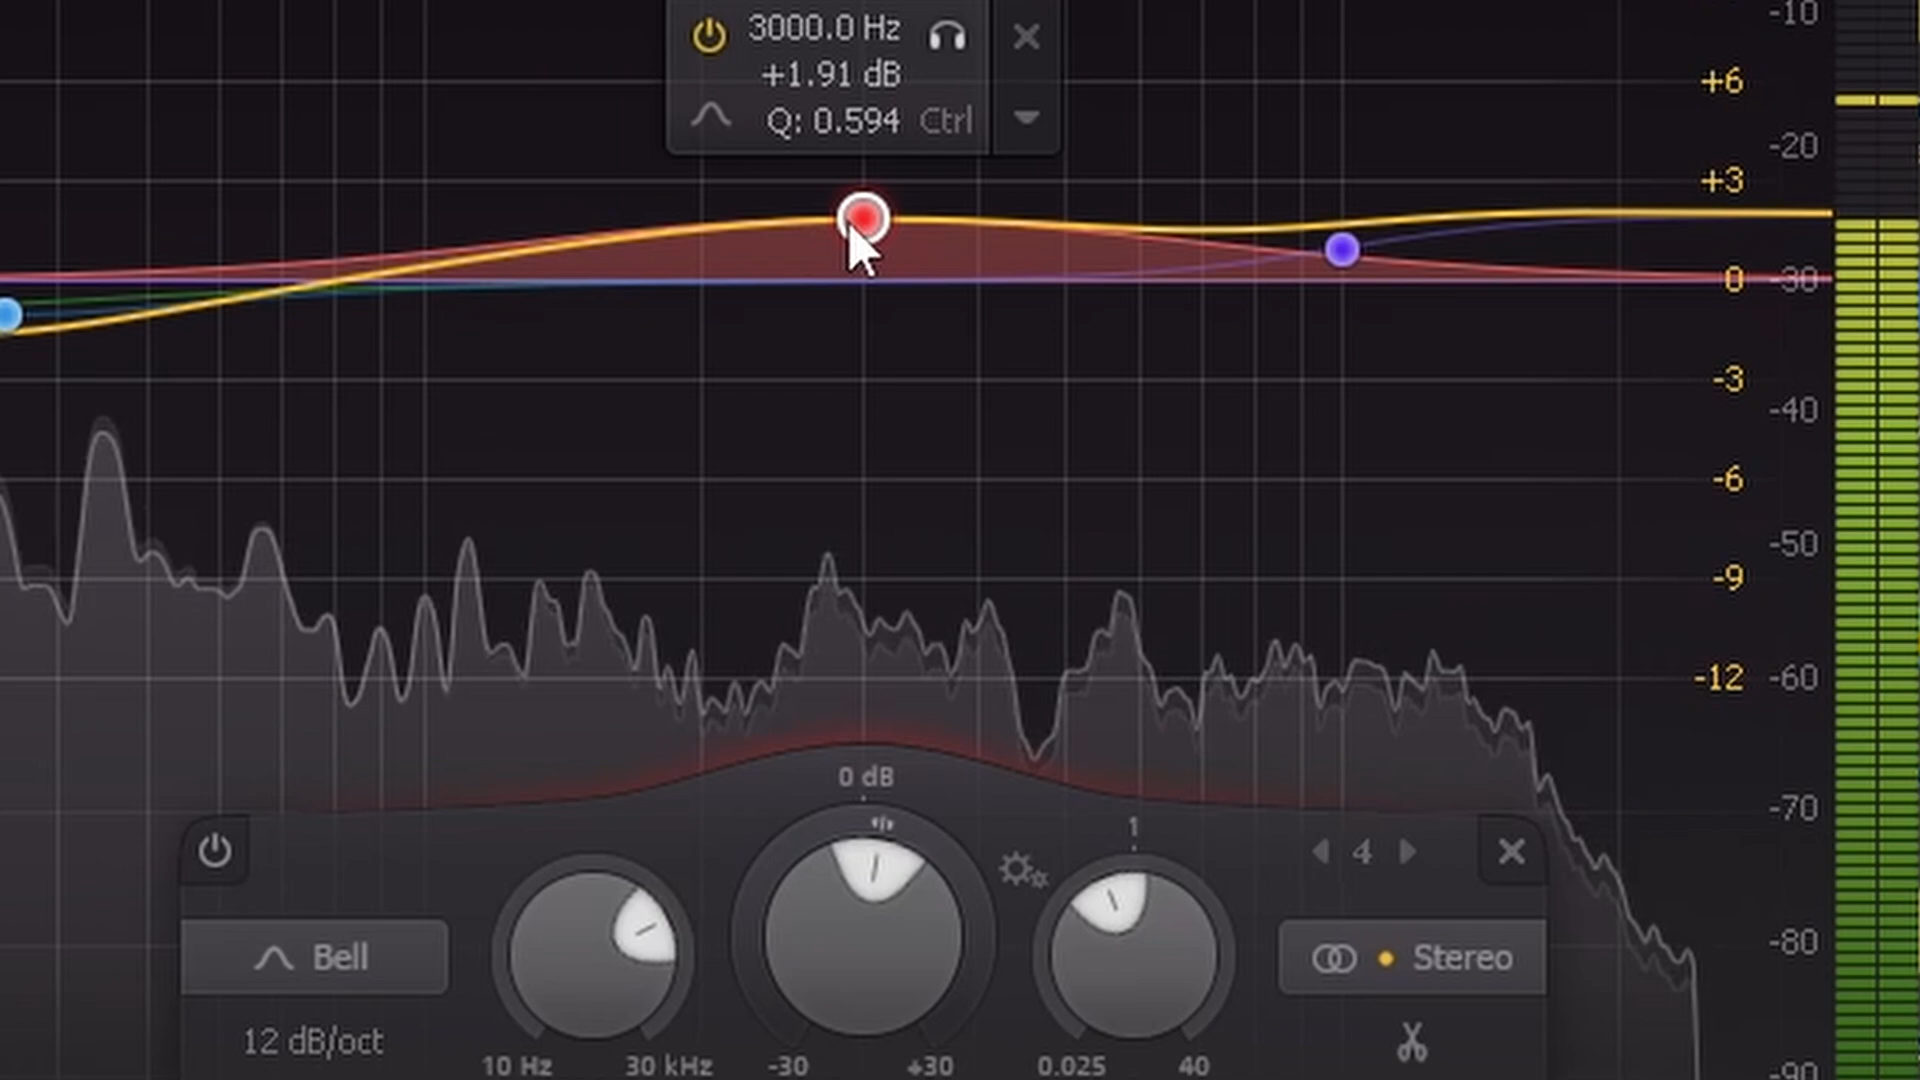 3000.0 Hz
+1.91 dB
Q: 0.594 Ctrl
-10
+6
-20
+3
0 -30
-3
-40
-6
-50
-9
-12 -60
-70
-80
-90
0 dB
1
4
Bell
Stereo
12 dB/oct
10 Hz 30 kHz -30 +30 0.025 40